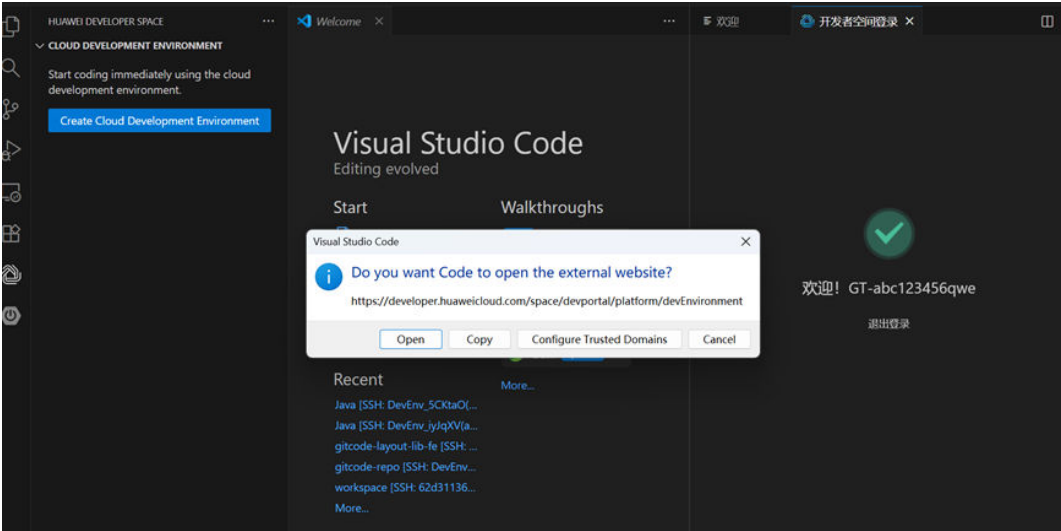 HUAWEI DEVELOPER SPACE
CLOUD DEVELOPMENT ENVIRONMENT
Start coding immediately using the cloud
development environment.
Create Cloud Development Environment
Welcome
Visual Studio Code
Editing evolved
Start
Walkthroughs
Visual Studio Code
Do you want Code to open the external website?
https://developer.huaweicloud.com/space/devportal/platform/devEnvironment
Open
Copy
Configure Trusted Domains
Cancel
Recent
Java [SSH: DevEnv_5CKtaO(...
Java [SSH: DevEnv_iyJqXV(a...
gitcode-layout-lib-fe [SSH: ...
gitcode-repo [SSH: DevEnv...
workspace [SSH: 62d31136...
More...
More...
欢迎
开发者空间登录
欢迎! GT-abc123456qwe
退出登录